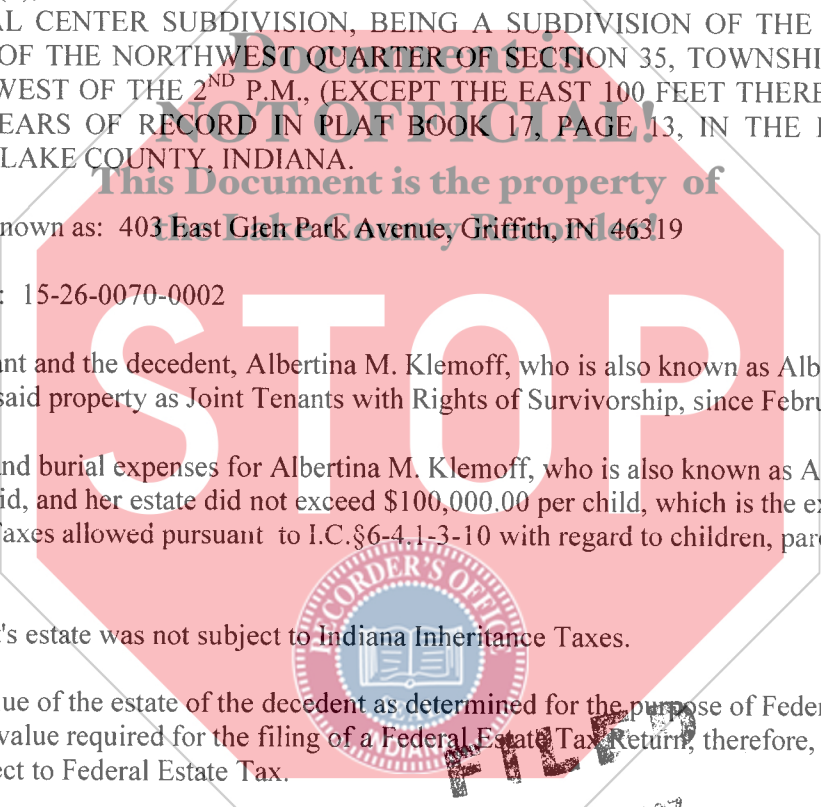 AL CENTER SUBDIVISION, BEING A SUBDIVISION OF THE
OF THE NORTHWEST QUARTER OF SECTION 35, TOWNSHI
WEST OF THE 2ND P.M., (EXCEPT THE EAST 100 FEET THERE
EARS OF RECORD IN PLAT BOOK 17, PAGE 13, IN THE
LAKE COUNTY, INDIANA.
Document is
NOT OFFICIAL!
This Document is the property of
the Lake County Recorder!
nown as: 403 East Glen Park Avenue, Griffith, IN 46319
: 15-26-0070-0002
STOP
ant and the decedent, Albertina M. Klemoff, who is also known as Alb
said property as Joint Tenants with Rights of Survivorship, since Febru
and burial expenses for Albertina M. Klemoff, who is also known as A
id, and her estate did not exceed $100,000.00 per child, which is the ex
Taxes allowed pursuant to I.C.§6-4.1-3-10 with regard to children, par
RECORDER'S OFFICE
SEAL
INDIANA
t's estate was not subject to Indiana Inheritance Taxes.
ue of the estate of the decedent as determined for the purpose of Feder
value required for the filing of a Federal Estate Tax Return, therefore,
ect to Federal Estate Tax.
FILED